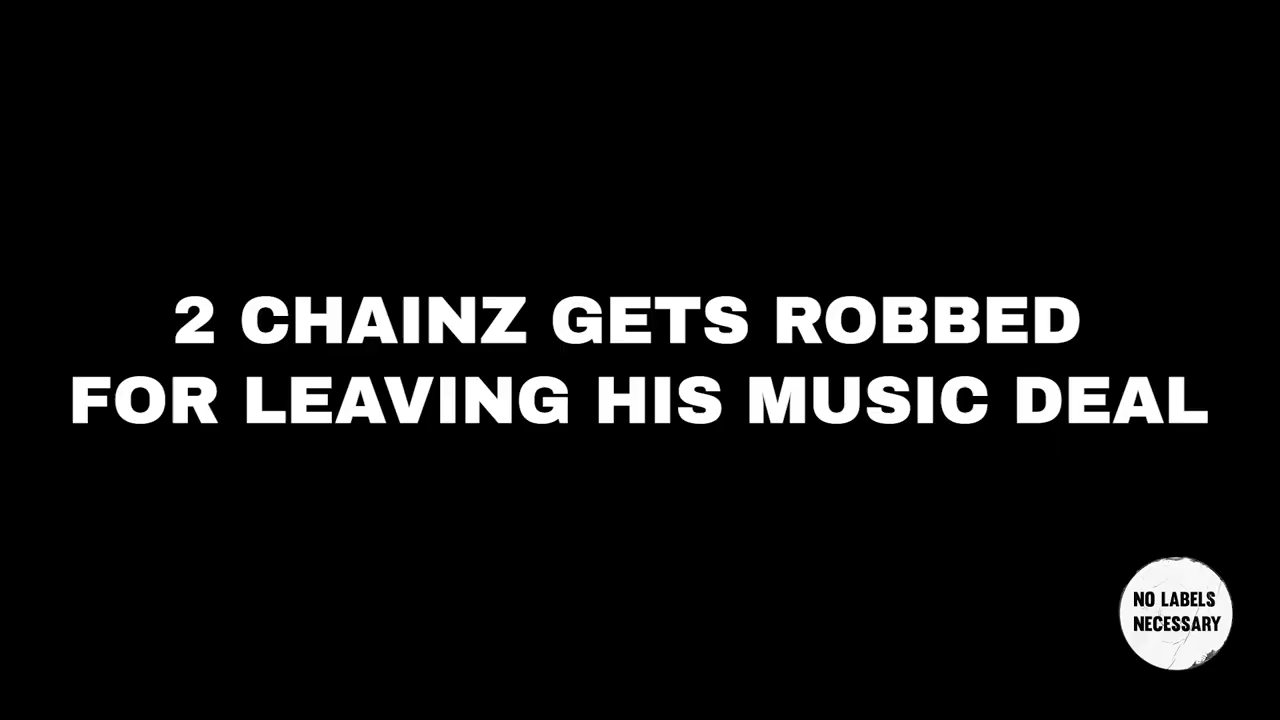 2 CHAINZ GETS ROBBED
FOR LEAVING HIS MUSIC DEAL
NO LABELS
NECESSARY